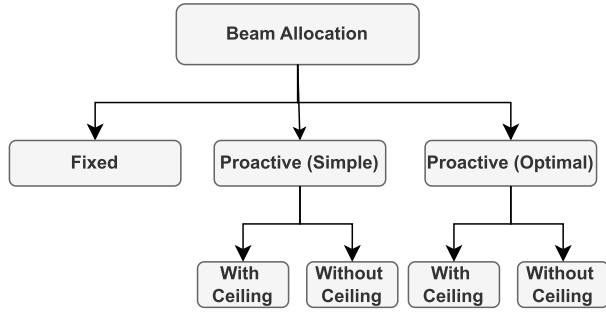 Beam Allocation
Fixed
Proactive (Simple)
Proactive (Optimal)
With
Ceiling
Without
Ceiling
With
Ceiling
Without
Ceiling